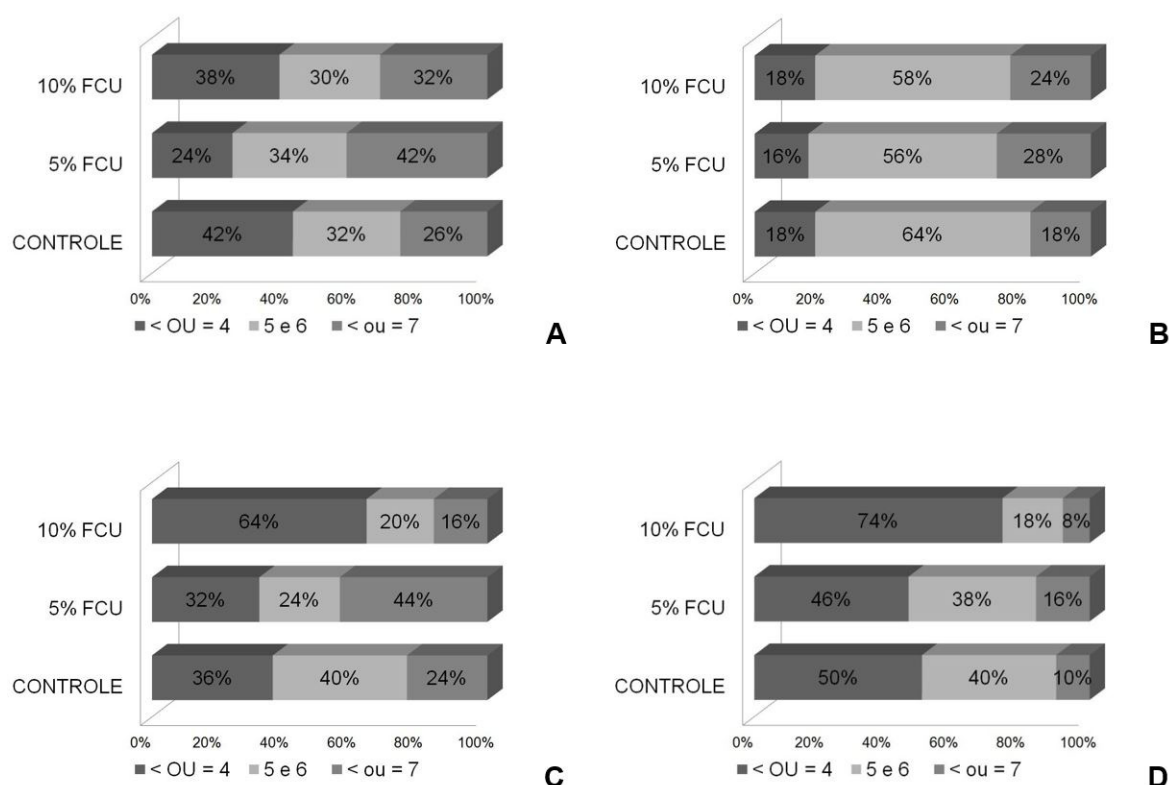 10% FCU 38% 30% 32%
5% FCU 24% 34% 42%
CONTROLE 42% 32% 26%
0% 20% 40% 60% 80% 100%
< OU = 4 5 e 6 < ou = 7
A
10% FCU 18% 58% 24%
5% FCU 16% 56% 28%
CONTROLE 18% 64% 18%
0% 20% 40% 60% 80% 100%
< OU = 4 5 e 6 < ou = 7
B
10% FCU 64% 20% 16%
5% FCU 32% 24% 44%
CONTROLE 36% 40% 24%
0% 20% 40% 60% 80% 100%
< OU = 4 5 e 6 < ou = 7
C
10% FCU 74% 18% 8%
5% FCU 46% 38% 16%
CONTROLE 50% 40% 10%
0% 20% 40% 60% 80% 100%
< OU = 4 5 e 6 < ou = 7
D